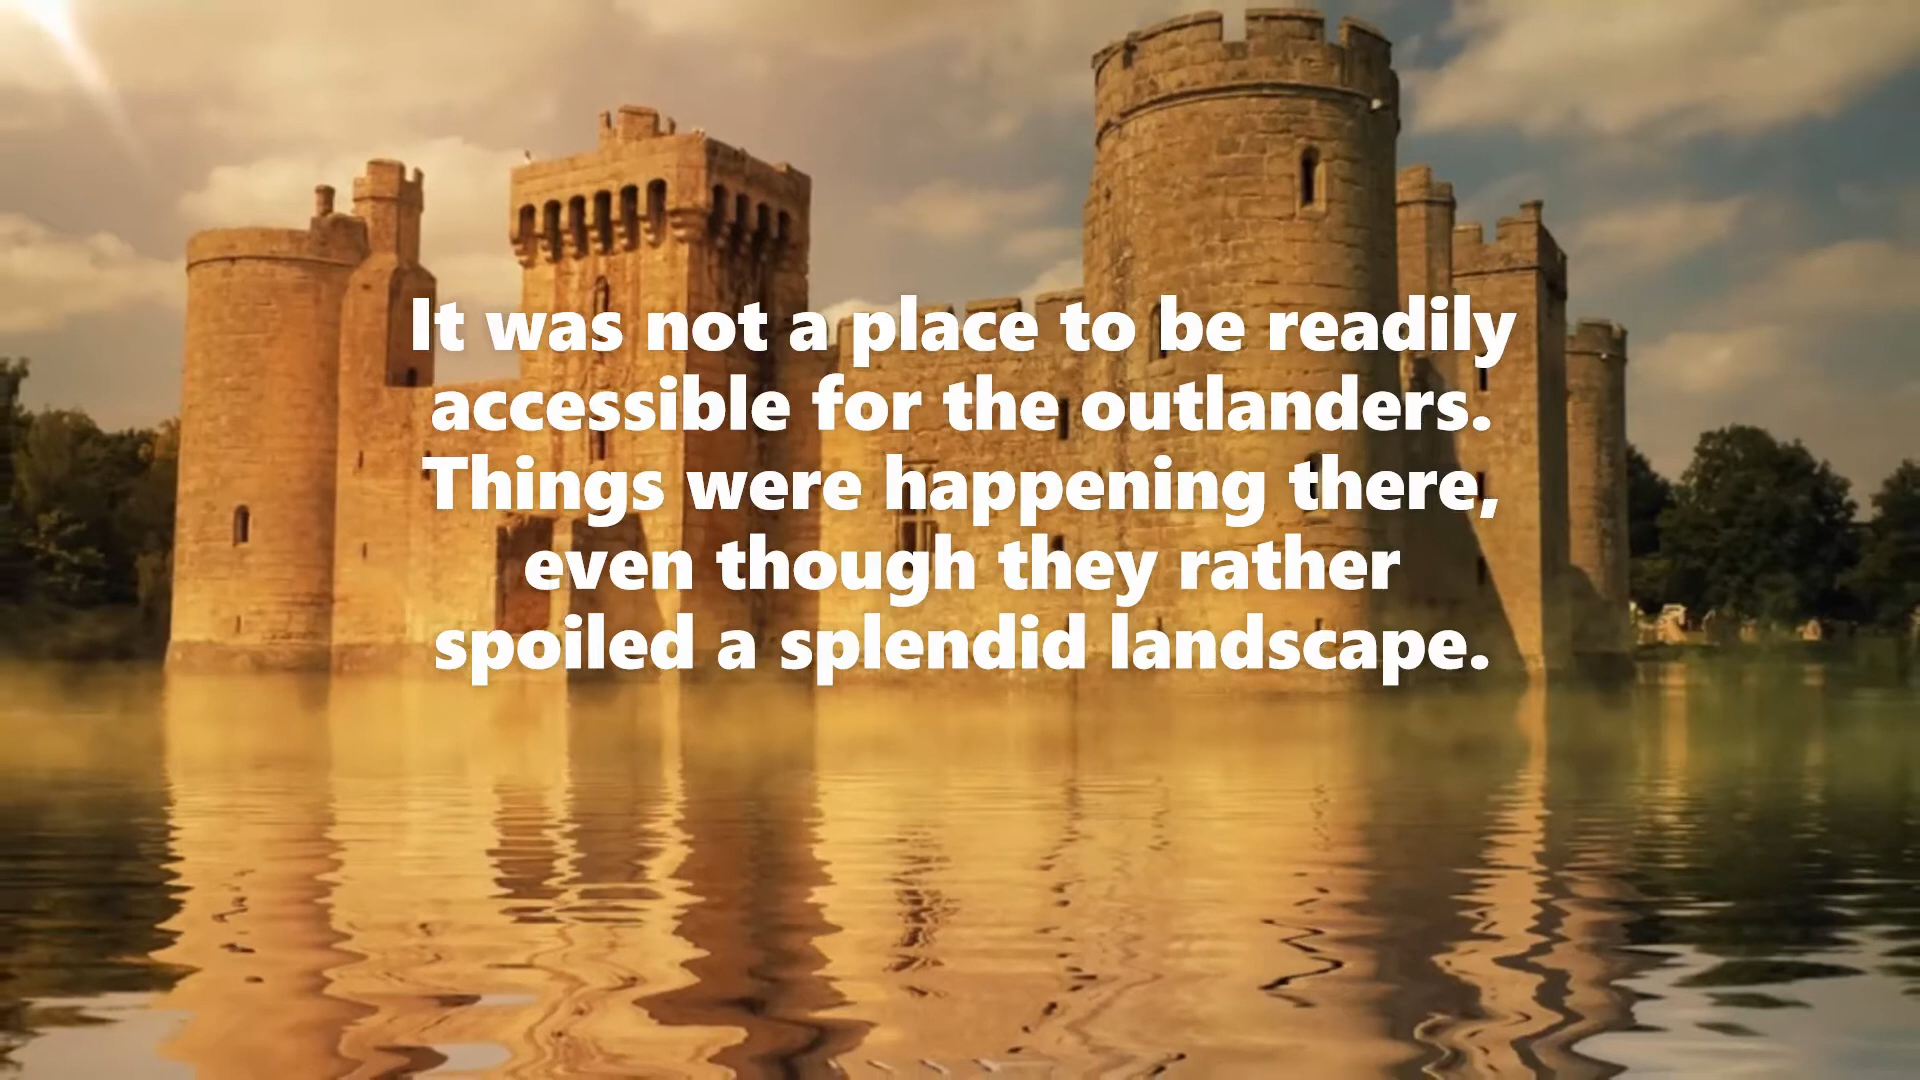 It was not a place to be readily
accessible for the outlanders.
Things were happening there,
even though they rather
spoiled a splendid landscape.